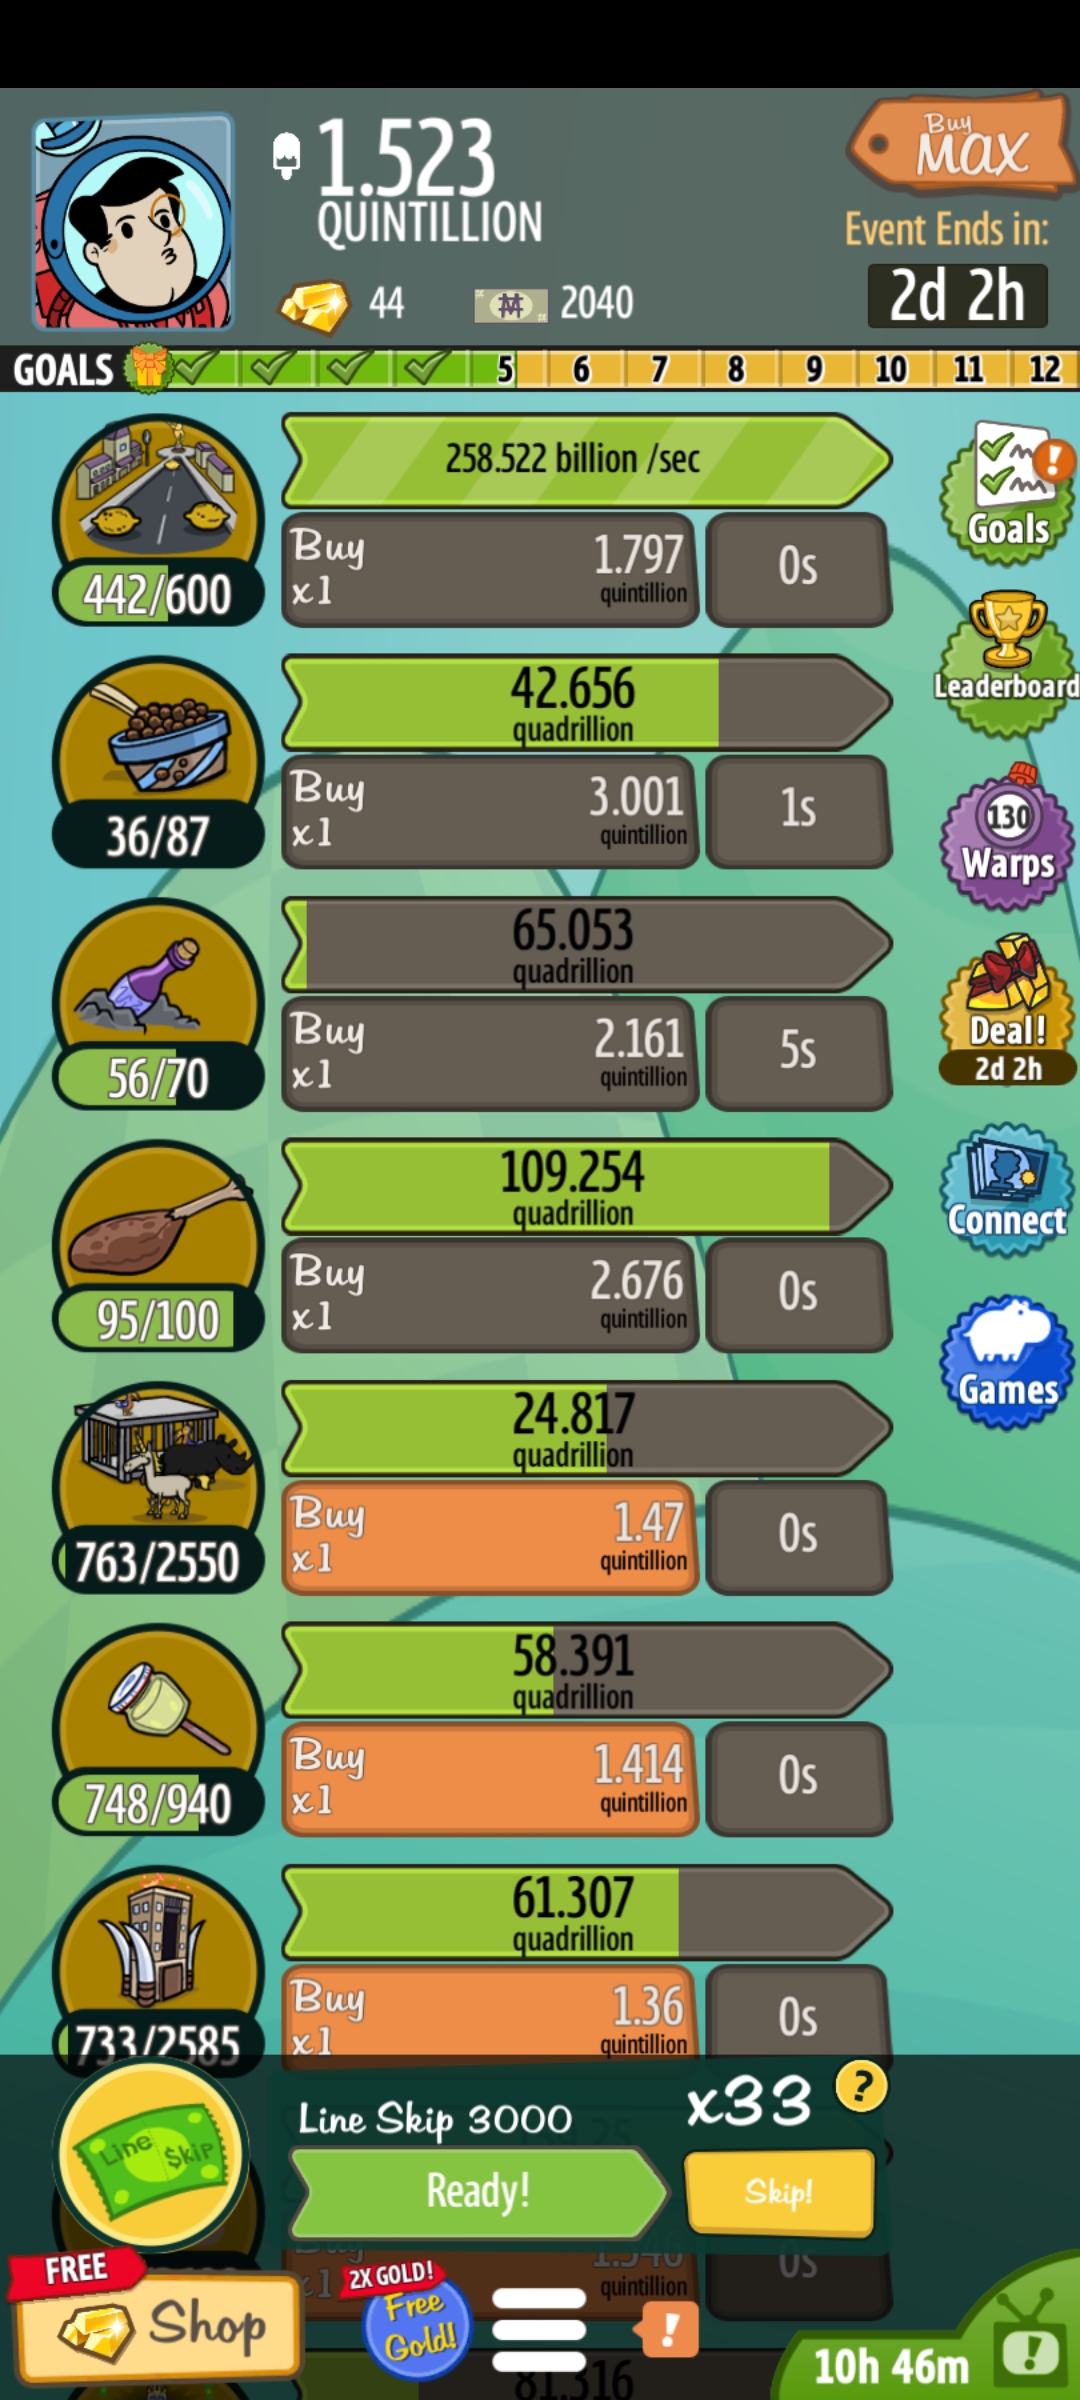 1.523
QUINTILLION
Buy
MAX
Event Ends in:
2d 2h
44
2040
GOALS 5 6 7 8 9 10 11 12
258.522 billion /sec
442/600
Buy x1
1.797 quintillion
0s
Goals
Leaderboard
42.656
quadrillion
36/87
Buy x1
3.001 quintillion
1s
130
Warps
65.053
quadrillion
56/70
Buy x1
2.161 quintillion
5s
Deal!
2d 2h
109.254
quadrillion
95/100
Buy x1
2.676 quintillion
0s
Connect
Games
24.817
quadrillion
763/2550
Buy x1
1.47 quintillion
0s
58.391
quadrillion
748/940
Buy x1
1.414 quintillion
0s
61.307
quadrillion
733/2585
Buy x1
1.36 quintillion
0s
Line Skip
Line Skip 3000
x33
?
Ready!
Skip!
quintillion
0s
FREE
Shop
2X GOLD!
Free
Gold!
!
10h 46m
81.316